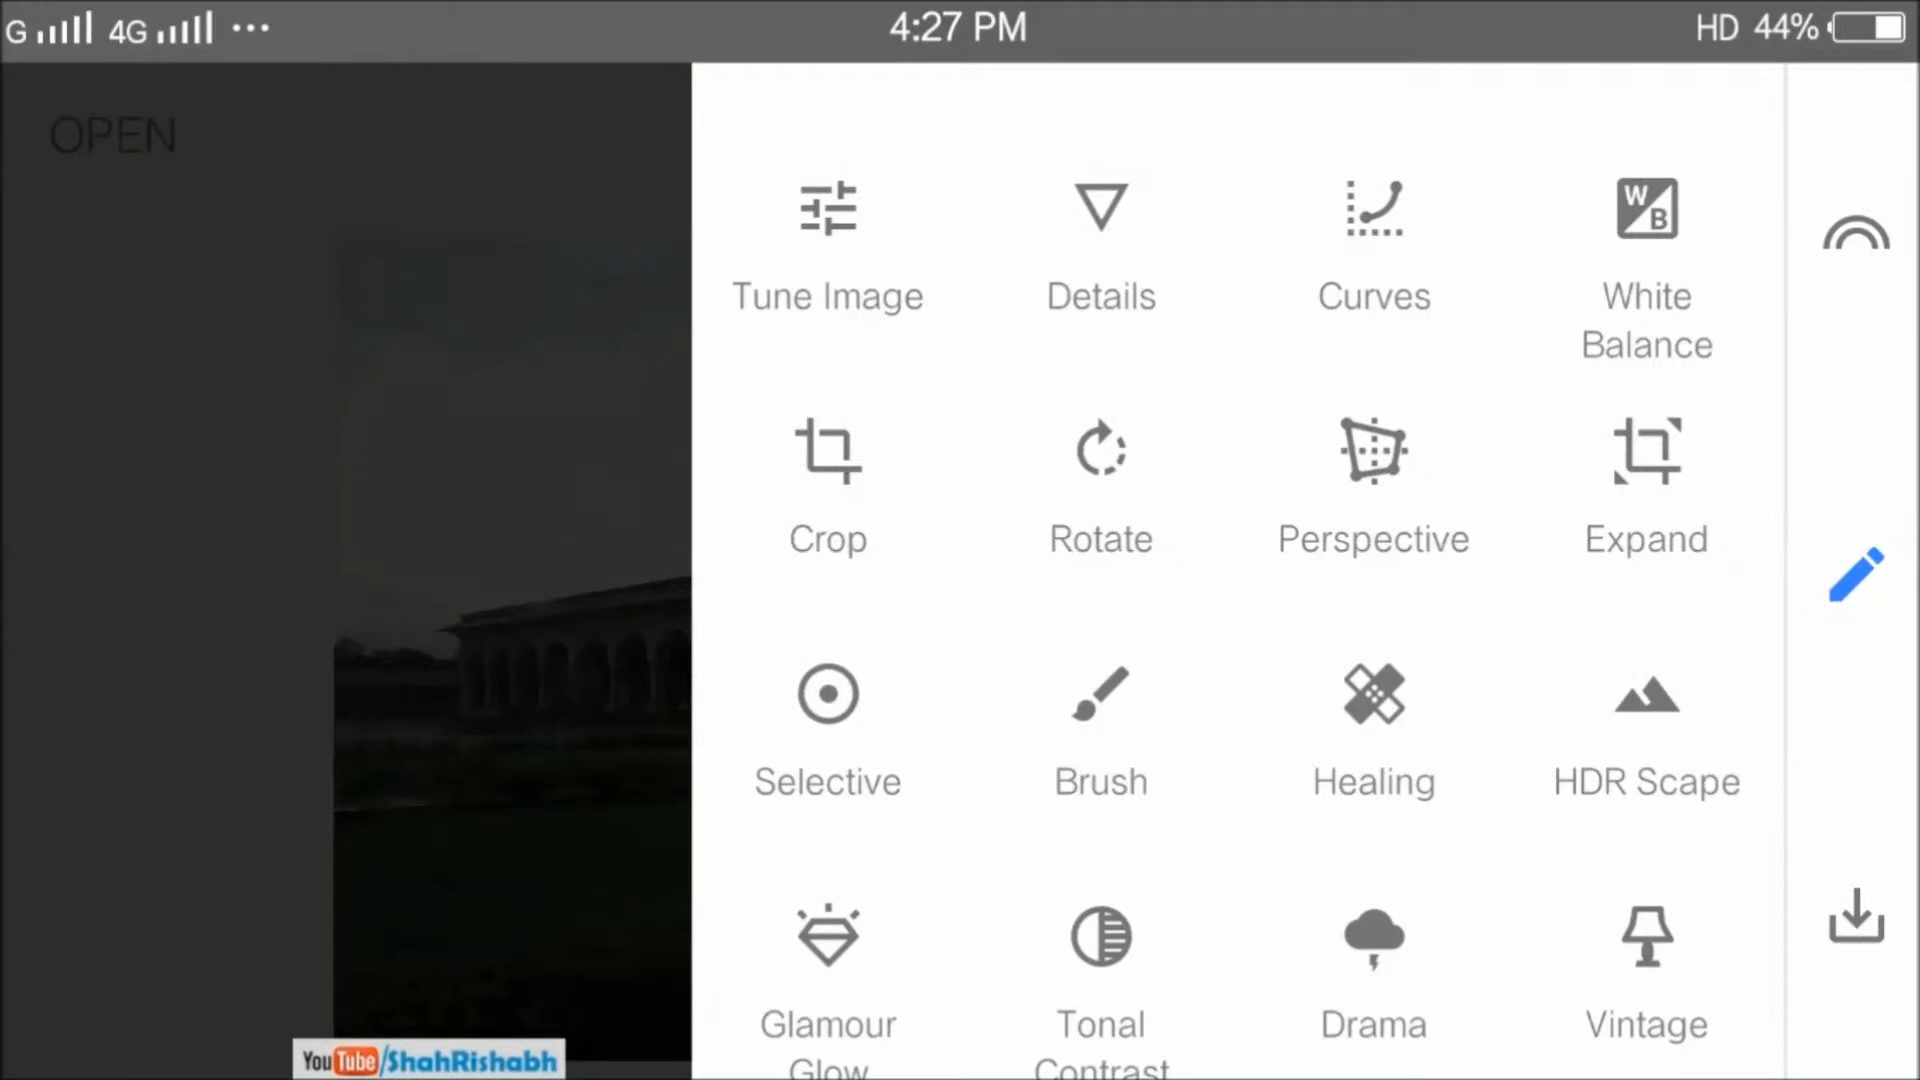 G 4G 4:27 PM HD 44%
OPEN
Tune Image Details Curves White Balance
Crop Rotate Perspective Expand
Selective Brush Healing HDR Scape
Glamour Glow Tonal Contrast Drama Vintage
YouTube/ShahRishabh